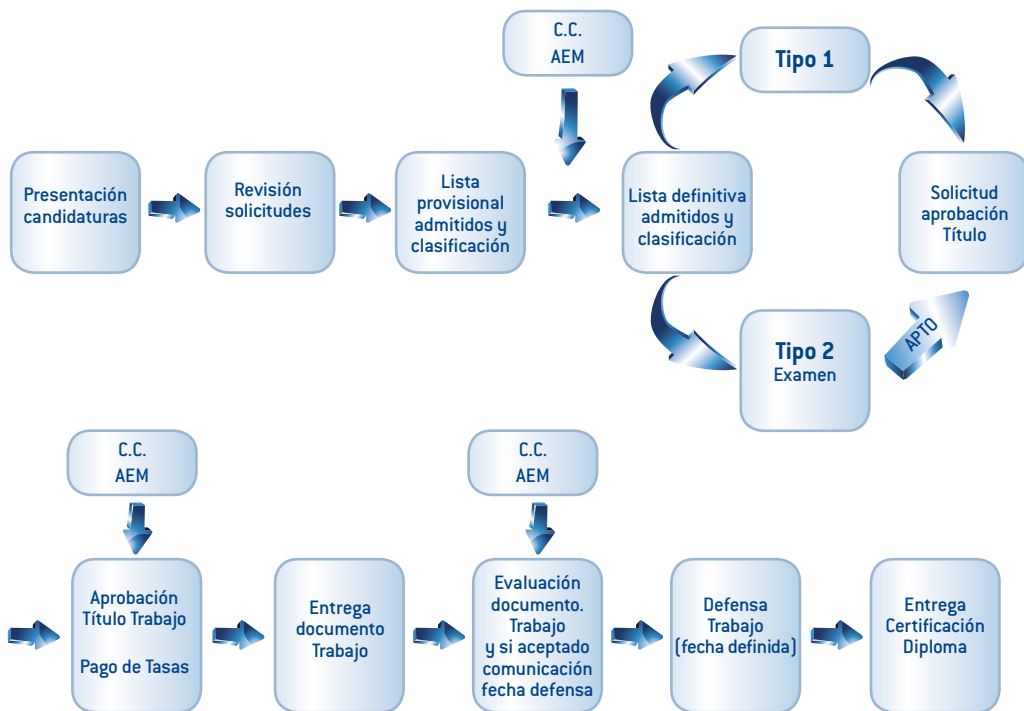 C.C.
AEM
Tipo 1
Presentación
candidaturas
Revisión
solicitudes
Lista
provisional
admitidos y
clasificación
Lista definitiva
admitidos y
clasificación
Solicitud
aprobación
Título
Tipo 2
Examen
APTO
C.C.
AEM
C.C.
AEM
Aprobación
Título Trabajo
Pago de Tasas
Entrega
documento
Trabajo
Evaluación
documento.
Trabajo
y si aceptado
comunicación
fecha defensa
Defensa
Trabajo
(fecha definida)
Entrega
Certificación
Diploma